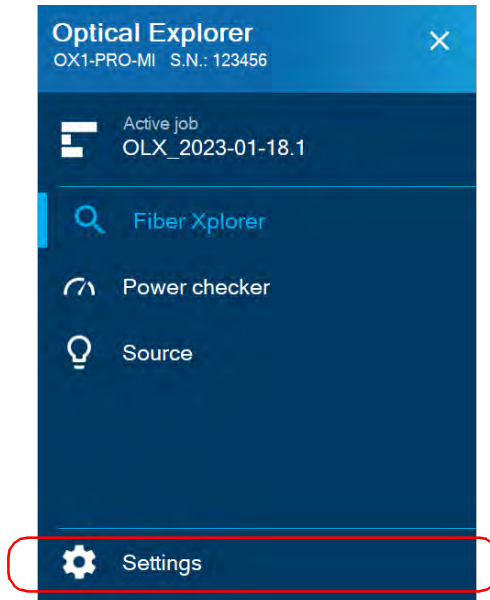 Optical Explorer
OX1-PRO-MI S.N.: 123456
Active job
OLX_2023-01-18.1
Fiber Xplorer
Power checker
Source
Settings